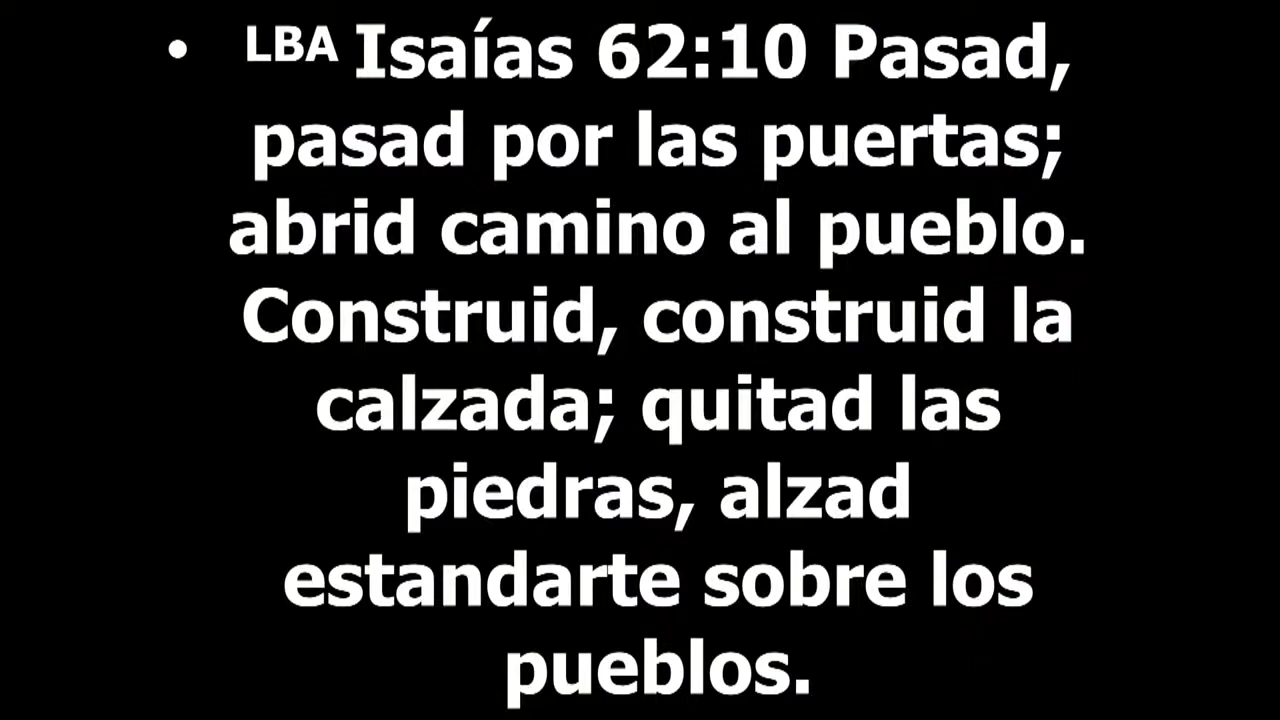 • LBA Isaías 62:10 Pasad,
pasad por las puertas;
abrid camino al pueblo.
Construid, construid la
calzada; quitad las
piedras, alzad
estandarte sobre los
pueblos.